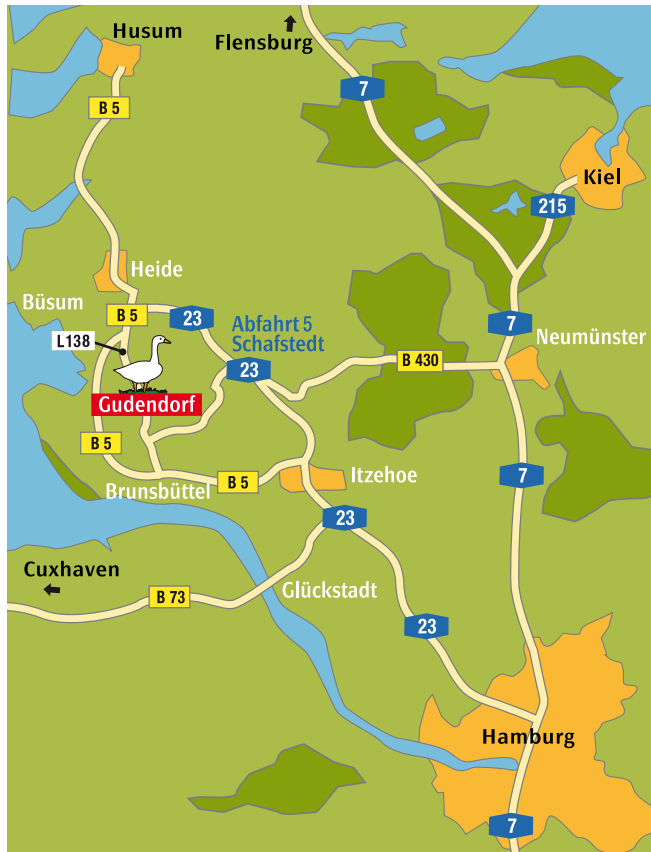 Husum
Flensburg
B 5
7
Kiel
215
Heide
Büsum
B 5
23
Abfahrt 5
Schafstedt
7
Neumünster
L138
23
B 430
Gudendorf
B 5
Brunsbüttel
B 5
Itzehoe
7
23
Cuxhaven
B 73
Glückstadt
23
Hamburg
7